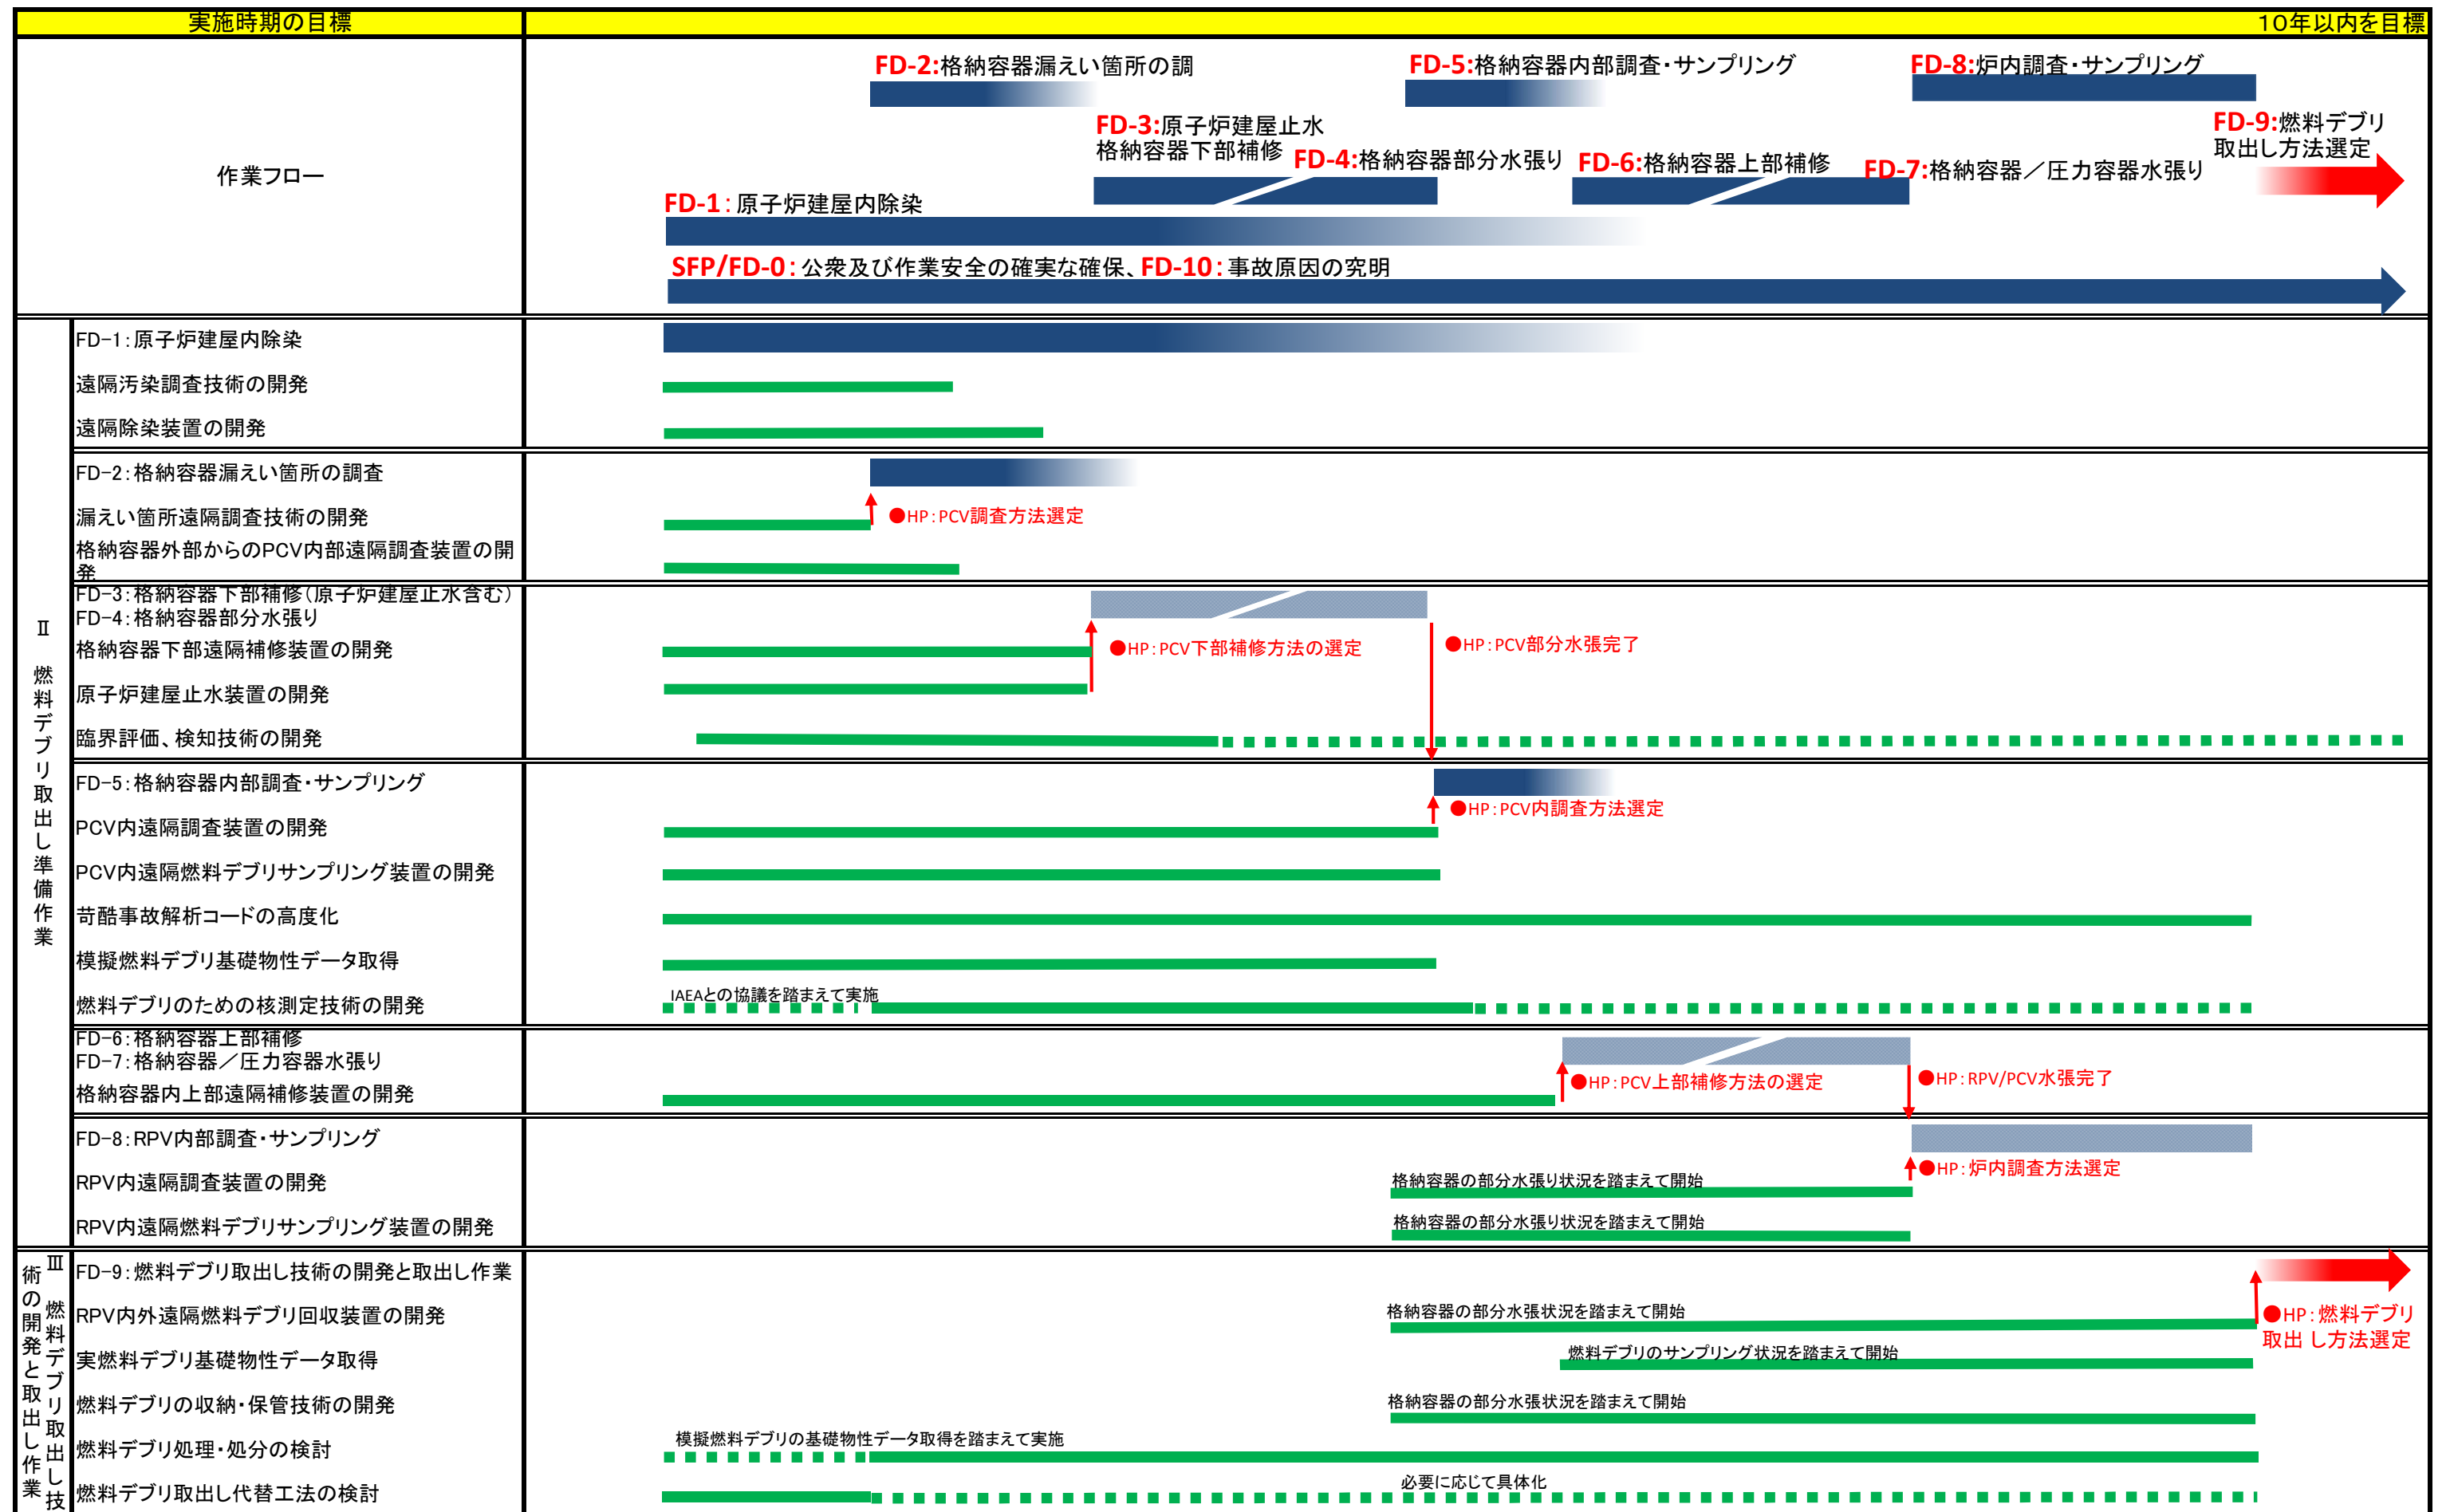 実施時期の目標
10年以内を目標
作業フロー
FD-2:格納容器漏えい箇所の調
FD-5:格納容器内部調査・サンプリング
FD-8:炉内調査・サンプリング
FD-3:原子炉建屋止水
格納容器下部補修
FD-4:格納容器部分水張り
FD-6:格納容器上部補修
FD-7:格納容器／圧力容器水張り
FD-9:燃料デブリ
取出し方法選定
FD-1:原子炉建屋内除染
SFP/FD-0:公衆及び作業安全の確実な確保、FD-10:事故原因の究明
Ⅱ 燃料デブリ取出し準備作業
FD-1:原子炉建屋内除染
遠隔汚染調査技術の開発
遠隔除染装置の開発
FD-2:格納容器漏えい箇所の調査
漏えい箇所遠隔調査技術の開発
●HP:PCV調査方法選定
格納容器外部からのPCV内部遠隔調査装置の開
発
FD-3:格納容器下部補修(原子炉建屋止水含む)
FD-4:格納容器部分水張り
格納容器下部遠隔補修装置の開発
●HP:PCV下部補修方法の選定
●HP:PCV部分水張完了
原子炉建屋止水装置の開発
臨界評価、検知技術の開発
FD-5:格納容器内部調査・サンプリング
●HP:PCV内調査方法選定
PCV内遠隔調査装置の開発
PCV内遠隔燃料デブリサンプリング装置の開発
苛酷事故解析コードの高度化
模擬燃料デブリ基礎物性データ取得
燃料デブリのための核測定技術の開発
IAEAとの協議を踏まえて実施
FD-6:格納容器上部補修
FD-7:格納容器／圧力容器水張り
格納容器内上部遠隔補修装置の開発
●HP:PCV上部補修方法の選定
●HP:RPV/PCV水張完了
FD-8:RPV内部調査・サンプリング
●HP:炉内調査方法選定
RPV内遠隔調査装置の開発
格納容器の部分水張り状況を踏まえて開始
RPV内遠隔燃料デブリサンプリング装置の開発
格納容器の部分水張り状況を踏まえて開始
Ⅲ 燃料デブリ取出し技
術の開発と取出し作業
FD-9:燃料デブリ取出し技術の開発と取出し作業
RPV内外遠隔燃料デブリ回収装置の開発
格納容器の部分水張状況を踏まえて開始
●HP:燃料デブリ
取出 し方法選定
実燃料デブリ基礎物性データ取得
燃料デブリのサンプリング状況を踏まえて開始
燃料デブリの収納・保管技術の開発
格納容器の部分水張状況を踏まえて開始
燃料デブリ処理・処分の検討
模擬燃料デブリの基礎物性データ取得を踏まえて実施
燃料デブリ取出し代替工法の検討
必要に応じて具体化